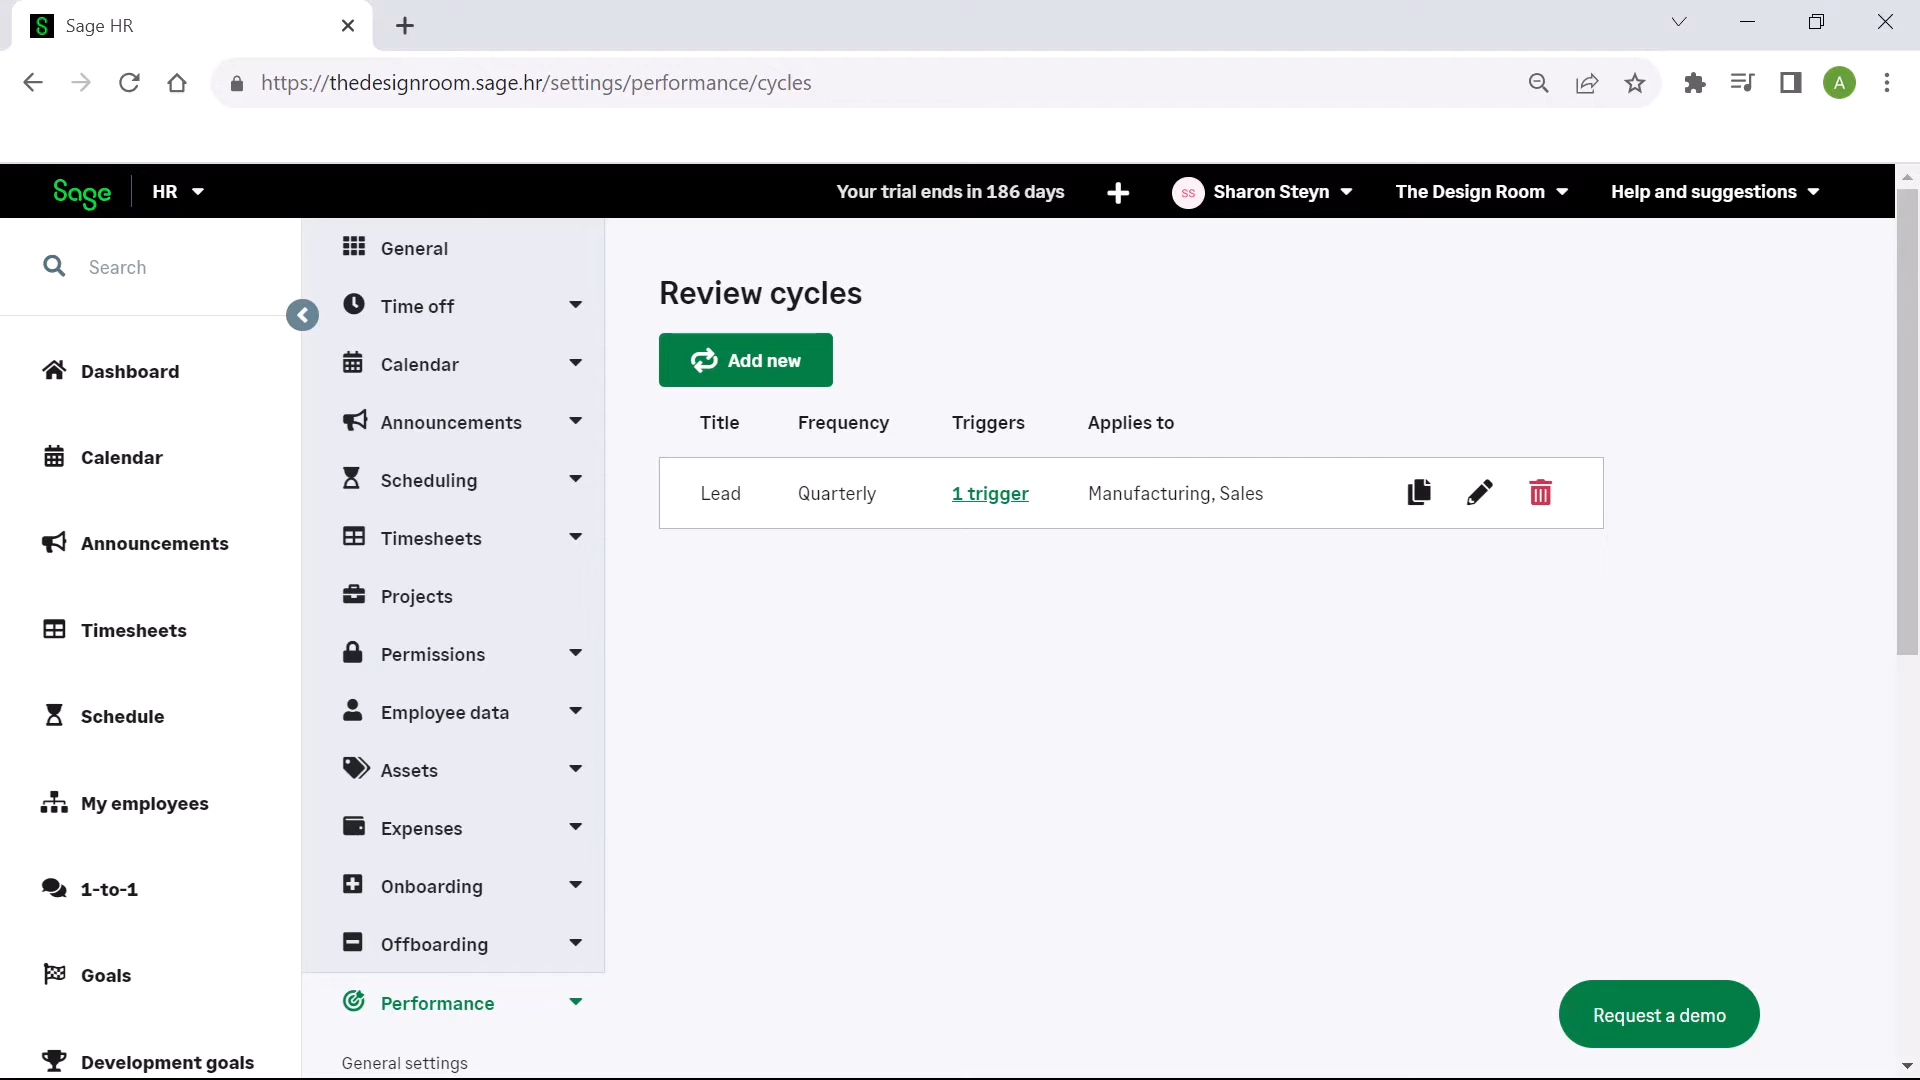 Sage HR
https://thedesignroom.sage.hr/settings/performance/cycles
A
Sage
HR
Your trial ends in 186 days
SS
Sharon Steyn
The Design Room
Help and suggestions
Search
Dashboard
Calendar
Announcements
Timesheets
Schedule
My employees
1-to-1
Goals
Development goals
General
Time off
Calendar
Announcements
Scheduling
Timesheets
Projects
Permissions
Employee data
Assets
Expenses
Onboarding
Offboarding
Performance
General settings
Review cycles
Add new
Title Frequency Triggers Applies to
Lead Quarterly 1 trigger Manufacturing, Sales
Request a demo